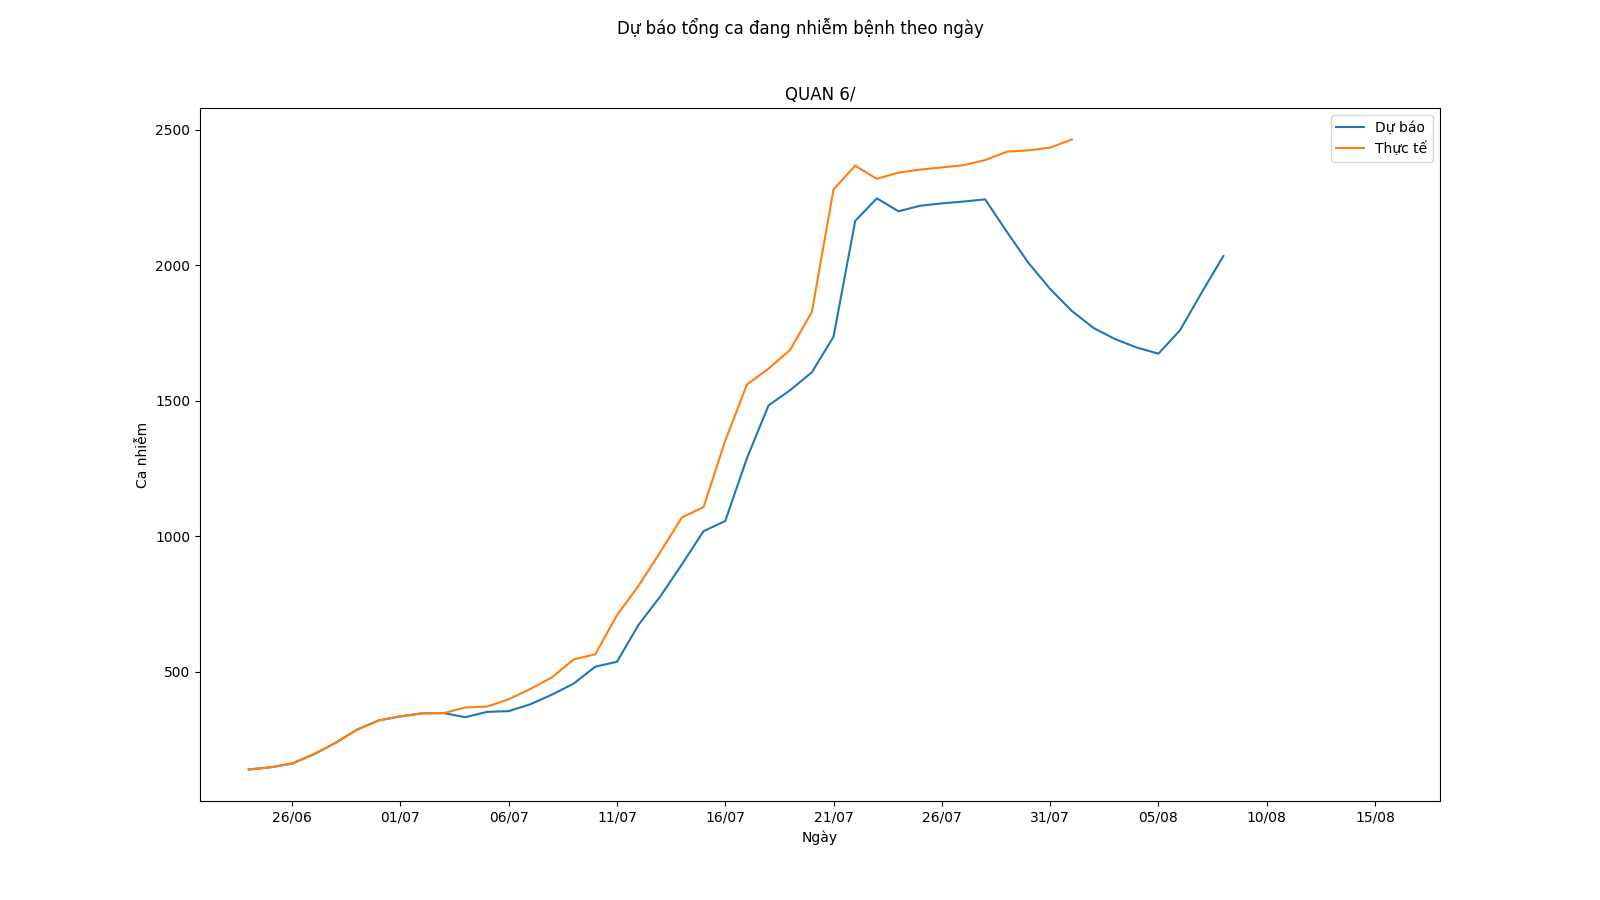 Dự báo tổng ca đang nhiễm bệnh theo ngày
QUAN 6/
Dự báo
Thực tế
2500
2000
1500
1000
500
Ca nhiễm
26/06 01/07 06/07 11/07 16/07 21/07 26/07 31/07 05/08 10/08 15/08
Ngày